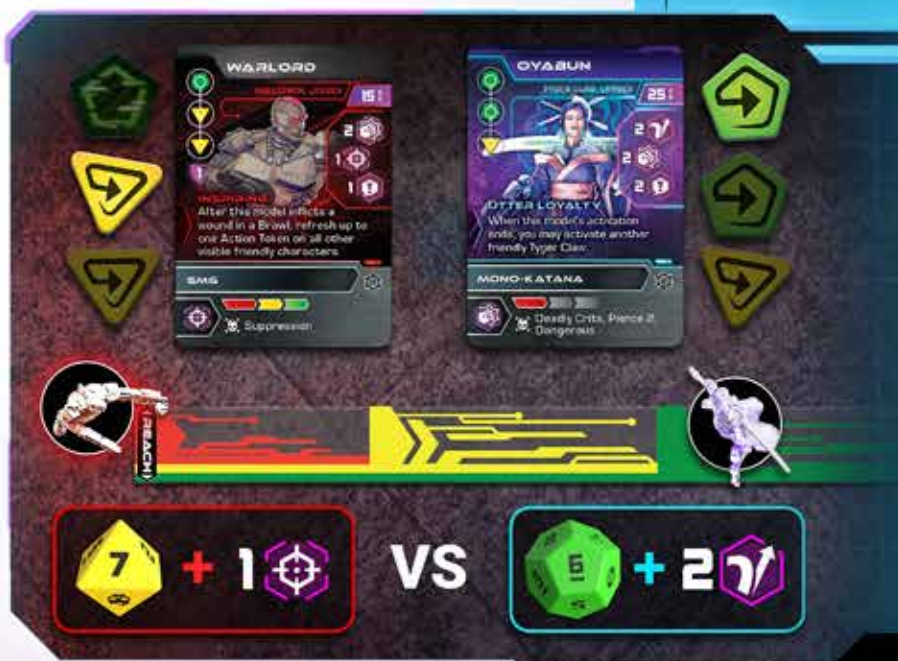 WARLORD
15
2
1
1
1
INSPIRING
After this model inflicts a
wound in a Brawl, refresh up to
one Action Token on all other
visible friendly characters.
SMG
Suppression
OYABUN
25
2
2
2
UTTER LOYALTY
When this model's activation
ends, you may activate another
friendly Tyger Claw.
MONO-KATANA
Deadly Crits, Pierce 2,
Dangerous
REACH
7 + 1
VS
6 + 2